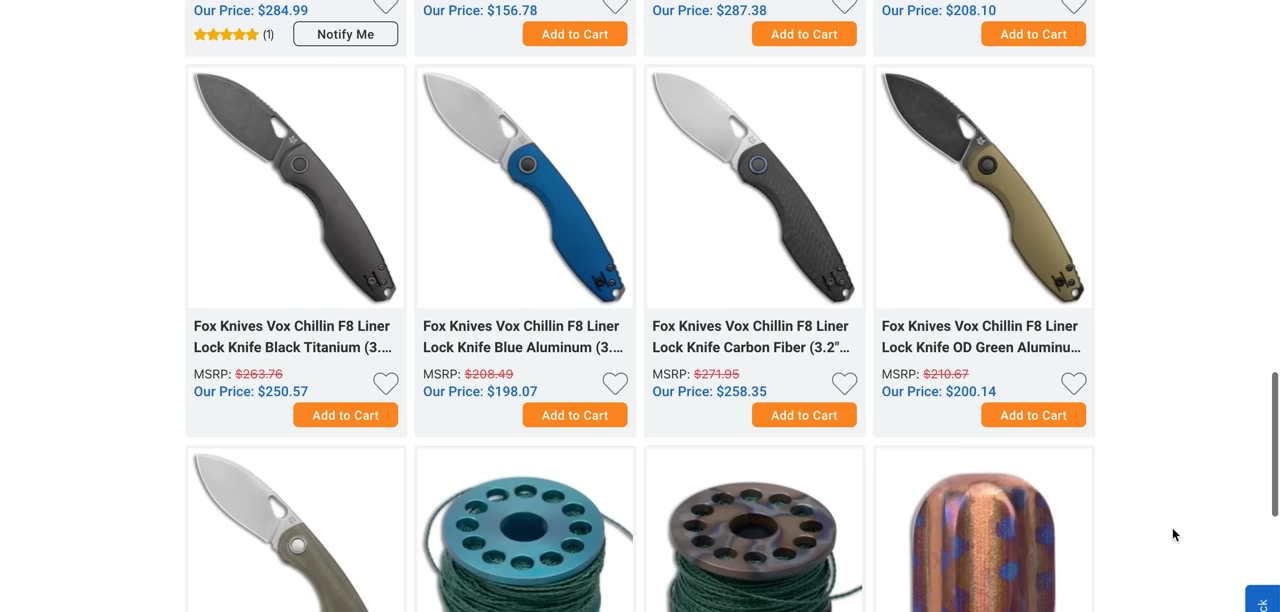 Our Price: $284.99
Our Price: $156.78
Our Price: $287.38
Our Price: $208.10
(1)
Notify Me
Add to Cart
Add to Cart
Add to Cart
Fox Knives Vox Chillin F8 Liner
Lock Knife Black Titanium (3....
MSRP: $263.76
Our Price: $250.57
Add to Cart
Fox Knives Vox Chillin F8 Liner
Lock Knife Blue Aluminum (3....
MSRP: $208.49
Our Price: $198.07
Add to Cart
Fox Knives Vox Chillin F8 Liner
Lock Knife Carbon Fiber (3.2"...
MSRP: $271.95
Our Price: $258.35
Add to Cart
Fox Knives Vox Chillin F8 Liner
Lock Knife OD Green Aluminu...
MSRP: $210.67
Our Price: $200.14
Add to Cart